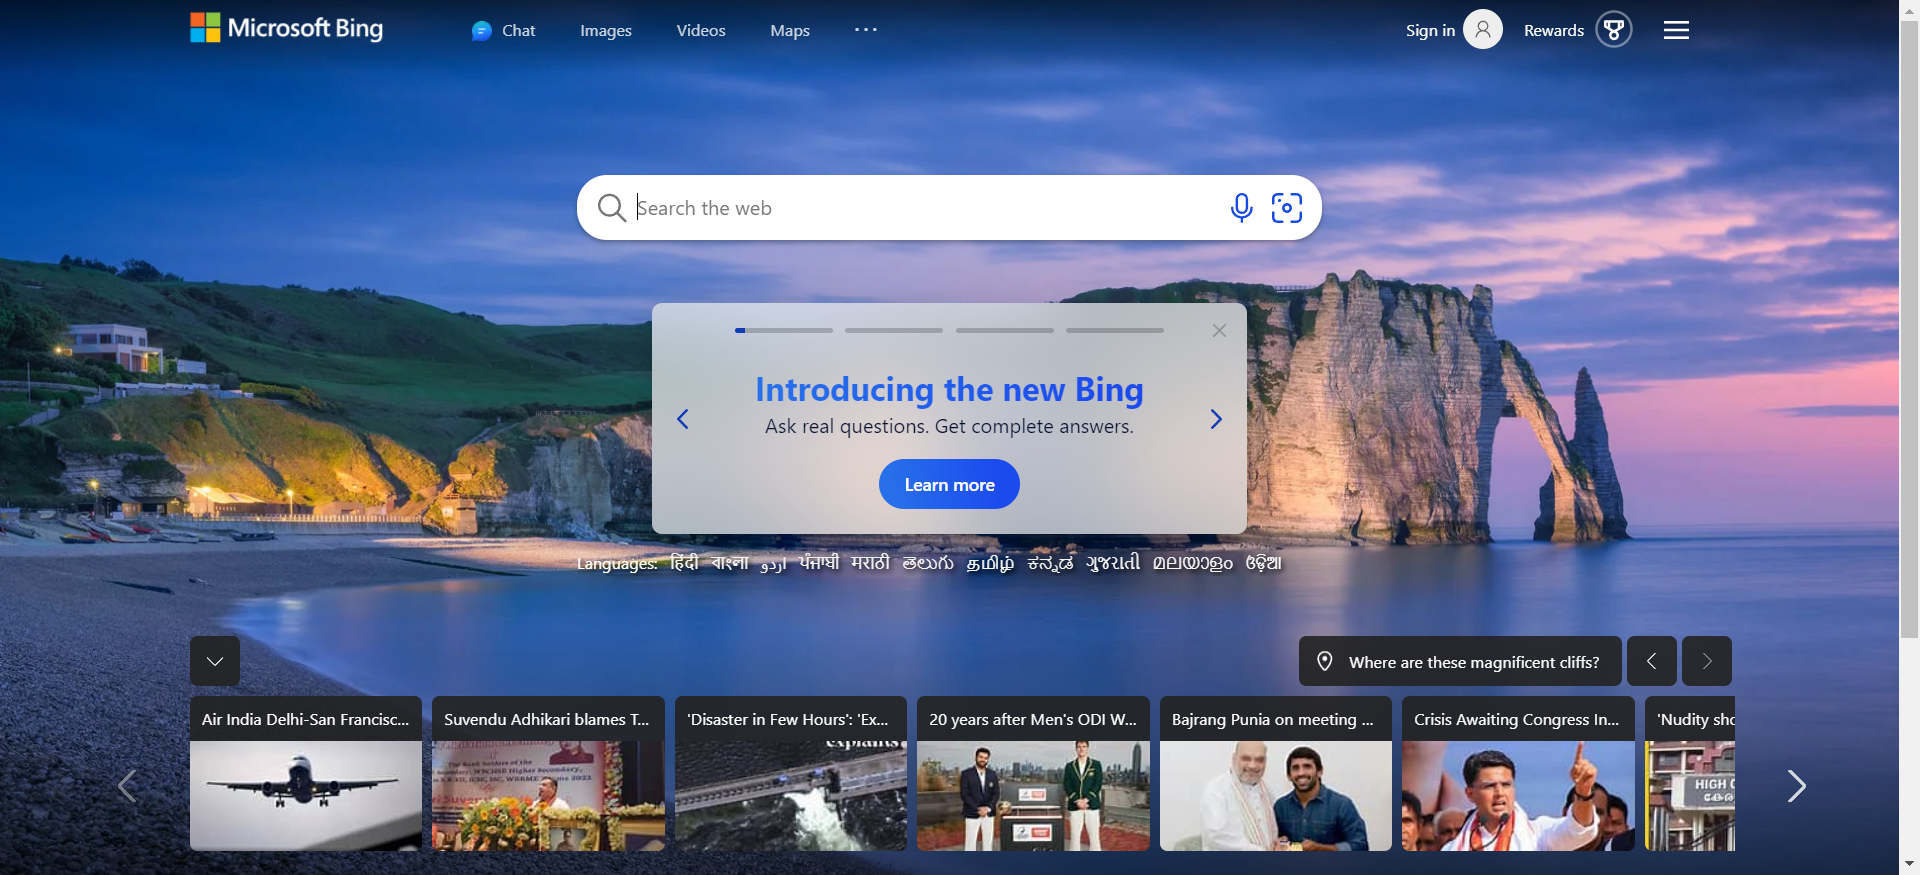 Microsoft Bing
Chat
Images
Videos
Maps
Sign in
Rewards
Search the web
Introducing the new Bing
Ask real questions. Get complete answers.
Learn more
Languages: हिंदी বাংলা اردو ਪੰਜਾਬੀ मराठी తెలుగు தமிழ் ಕನ್ನಡ ગુજરાતી മലയാളം ଓଡ଼ିଆ
Where are these magnificent cliffs?
Air India Delhi-San Francisc...
Suvendu Adhikari blames T...
'Disaster in Few Hours': 'Ex...
20 years after Men's ODI W...
Bajrang Punia on meeting ...
Crisis Awaiting Congress In...
'Nudity sho
explains
HIGH C